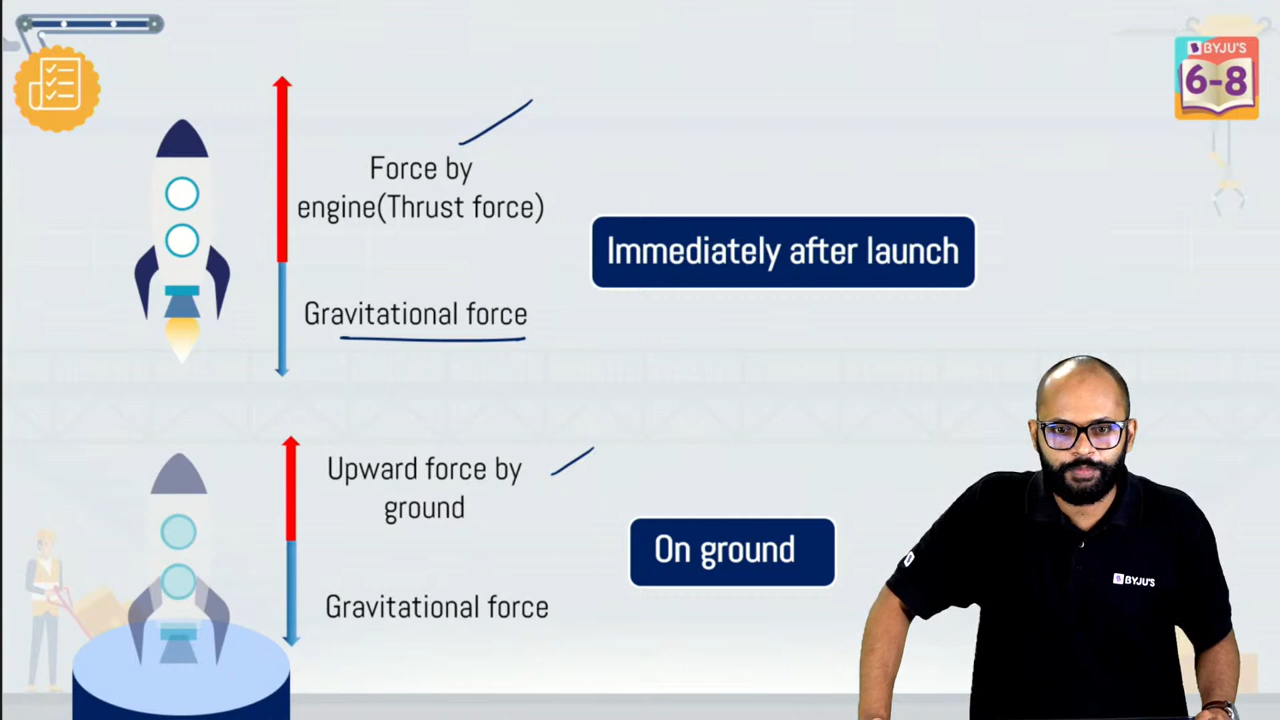 BYJU'S
6-8
Force by
engine(Thrust force)
Immediately after launch
Gravitational force
Upward force by
ground
On ground
Gravitational force
BYJU'S